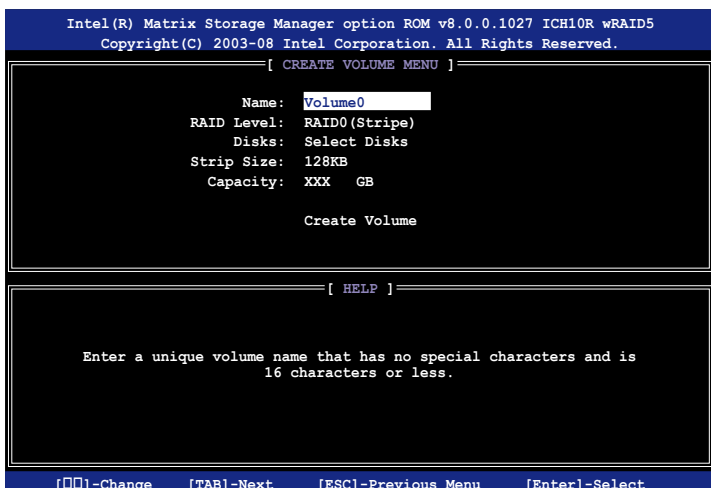 Intel(R) Matrix Storage Manager option ROM v8.0.0.1027 ICH10R wRAID5
Copyright(C) 2003-08 Intel Corporation. All Rights Reserved.
[ CREATE VOLUME MENU ]
Name: Volume0
RAID Level: RAID0(Stripe)
Disks: Select Disks
Strip Size: 128KB
Capacity: XXX GB
Create Volume
[ HELP ]
Enter a unique volume name that has no special characters and is
16 characters or less.
[▯▯]-Change [TAB]-Next [ESC]-Previous Menu [Enter]-Select